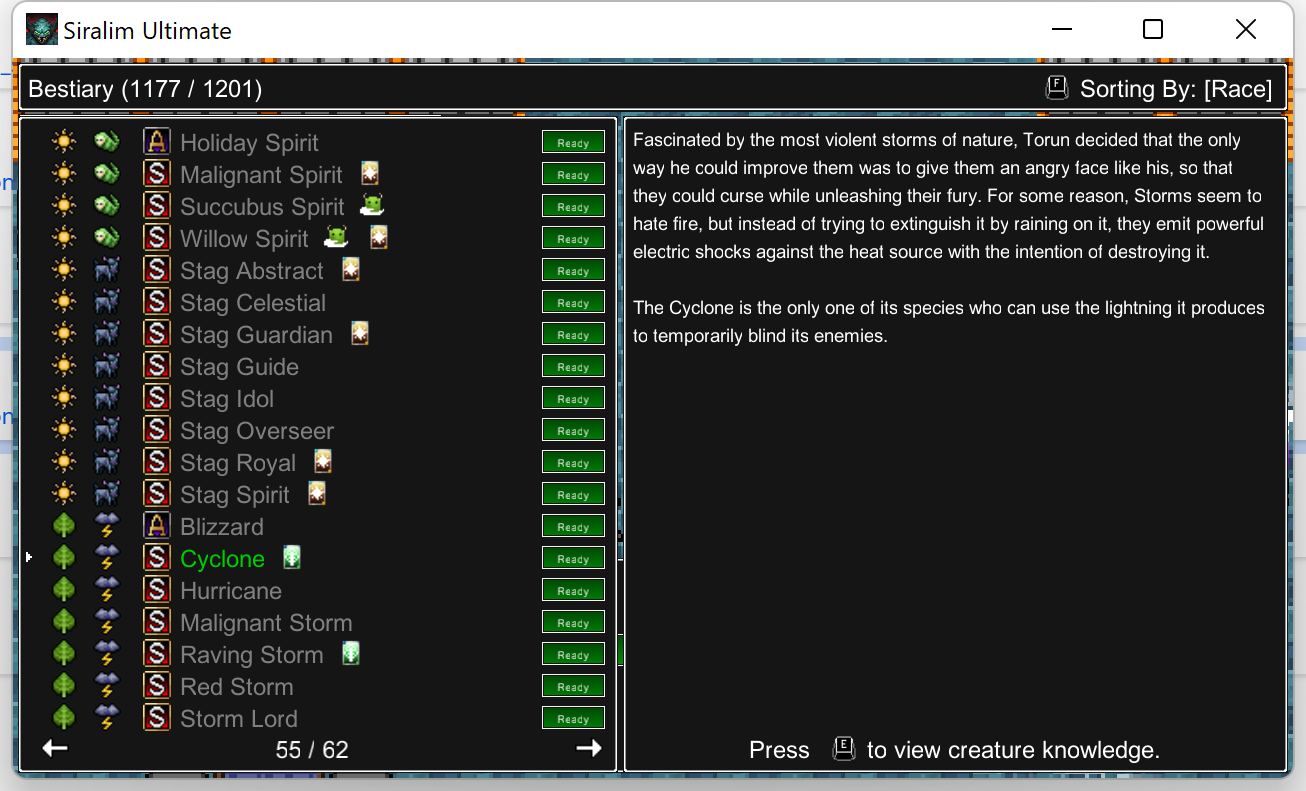 Siralim Ultimate
Bestiary (1177 / 1201)
F Sorting By: [Race]
A Holiday Spirit Ready
S Malignant Spirit Ready
S Succubus Spirit Ready
S Willow Spirit Ready
S Stag Abstract Ready
S Stag Celestial Ready
S Stag Guardian Ready
S Stag Guide Ready
S Stag Idol Ready
S Stag Overseer Ready
S Stag Royal Ready
S Stag Spirit Ready
A Blizzard Ready
S Cyclone Ready
S Hurricane Ready
S Malignant Storm Ready
S Raving Storm Ready
S Red Storm Ready
S Storm Lord Ready
55 / 62
Fascinated by the most violent storms of nature, Torun decided that the only
way he could improve them was to give them an angry face like his, so that
they could curse while unleashing their fury. For some reason, Storms seem to
hate fire, but instead of trying to extinguish it by raining on it, they emit powerful
electric shocks against the heat source with the intention of destroying it.
The Cyclone is the only one of its species who can use the lightning it produces
to temporarily blind its enemies.
Press E to view creature knowledge.